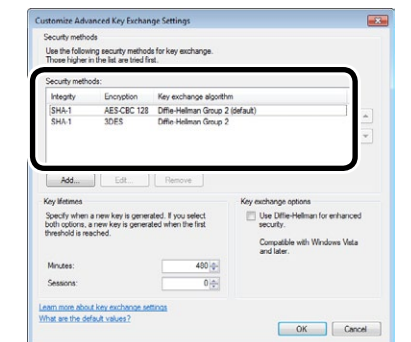 Customize Advanced Key Exchange Settings
Security methods
Use the following security methods for key exchange.
Those higher in the list are tried first.
Security methods:
Integrity Encryption Key exchange algorithm
SHA-1 AES-CBC 128 Diffie-Hellman Group 2 (default)
SHA-1 3DES Diffie-Hellman Group 2
Add... Edit... Remove
Key lifetimes
Specify when a new key is generated. If you select
both options, a new key is generated when the first
threshold is reached.
Minutes: 480
Sessions: 0
Key exchange options
Use Diffie-Hellman for enhanced
security.
Compatible with Windows Vista
and later.
Learn more about key exchange settings
What are the default values?
OK Cancel